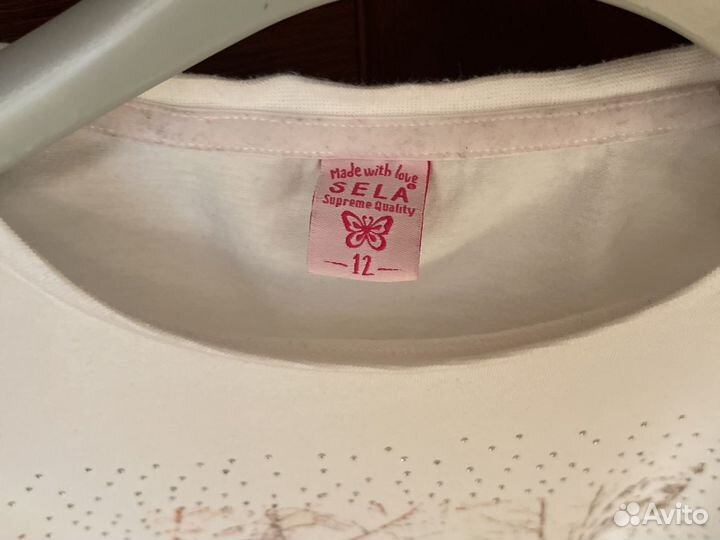 Made with love
SELA
Supreme Quality
-12-
Avito